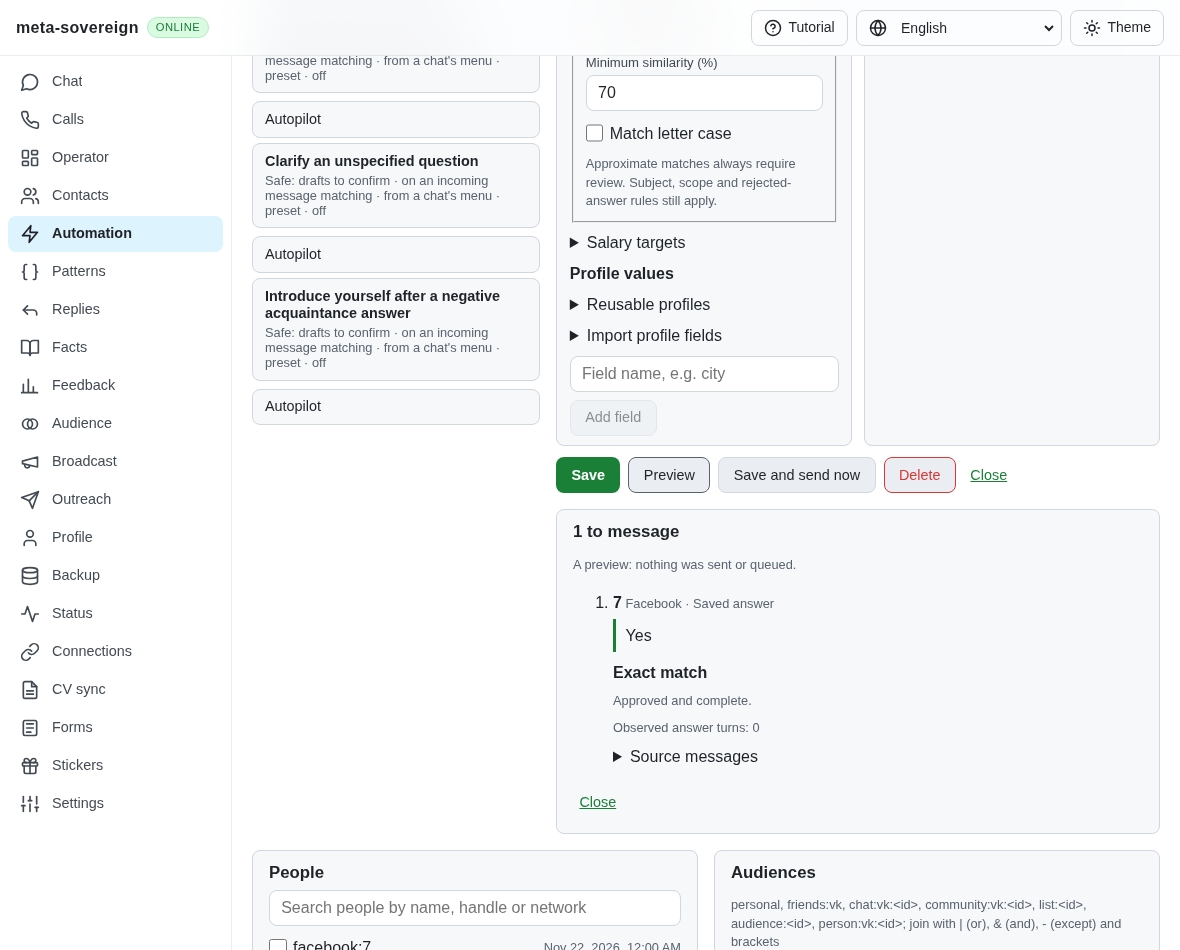 meta-sovereign ONLINE
Tutorial
English
Theme
Chat
Calls
Operator
Contacts
Automation
Patterns
Replies
Facts
Feedback
Audience
Broadcast
Outreach
Profile
Backup
Status
Connections
CV sync
Forms
Stickers
Settings
message matching · from a chat's menu ·
preset · off
Autopilot
Clarify an unspecified question
Safe: drafts to confirm · on an incoming
message matching · from a chat's menu ·
preset · off
Autopilot
Introduce yourself after a negative
acquaintance answer
Safe: drafts to confirm · on an incoming
message matching · from a chat's menu ·
preset · off
Autopilot
Minimum similarity (%)
70
Match letter case
Approximate matches always require
review. Subject, scope and rejected-
answer rules still apply.
Salary targets
Profile values
Reusable profiles
Import profile fields
Field name, e.g. city
Add field
Save
Preview
Save and send now
Delete
Close
1 to message
A preview: nothing was sent or queued.
1. 7 Facebook · Saved answer
Yes
Exact match
Approved and complete.
Observed answer turns: 0
Source messages
Close
People
Search people by name, handle or network
facebook:7
Nov 22, 2026, 12:00 AM
Audiences
personal, friends:vk, chat:vk:<id>, community:vk:<id>, list:<id>,
audience:<id>, person:vk:<id>; join with | (or), & (and), - (except) and
brackets